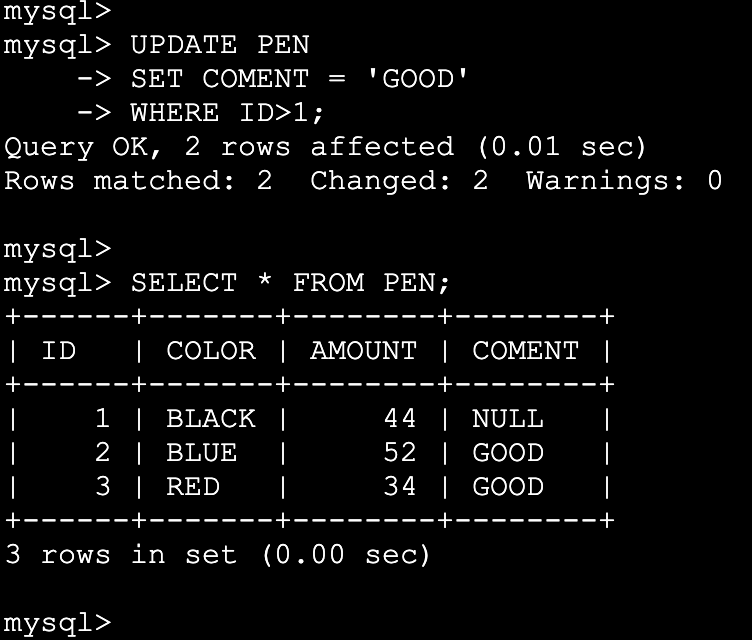 mysql>
mysql> UPDATE PEN
    -> SET COMENT = 'GOOD'
    -> WHERE ID>1;
Query OK, 2 rows affected (0.01 sec)
Rows matched: 2  Changed: 2  Warnings: 0

mysql>
mysql> SELECT * FROM PEN;
+------+-------+--------+--------+
| ID   | COLOR | AMOUNT | COMENT |
+------+-------+--------+--------+
|    1 | BLACK |     44 | NULL   |
|    2 | BLUE  |     52 | GOOD   |
|    3 | RED   |     34 | GOOD   |
+------+-------+--------+--------+
3 rows in set (0.00 sec)

mysql>